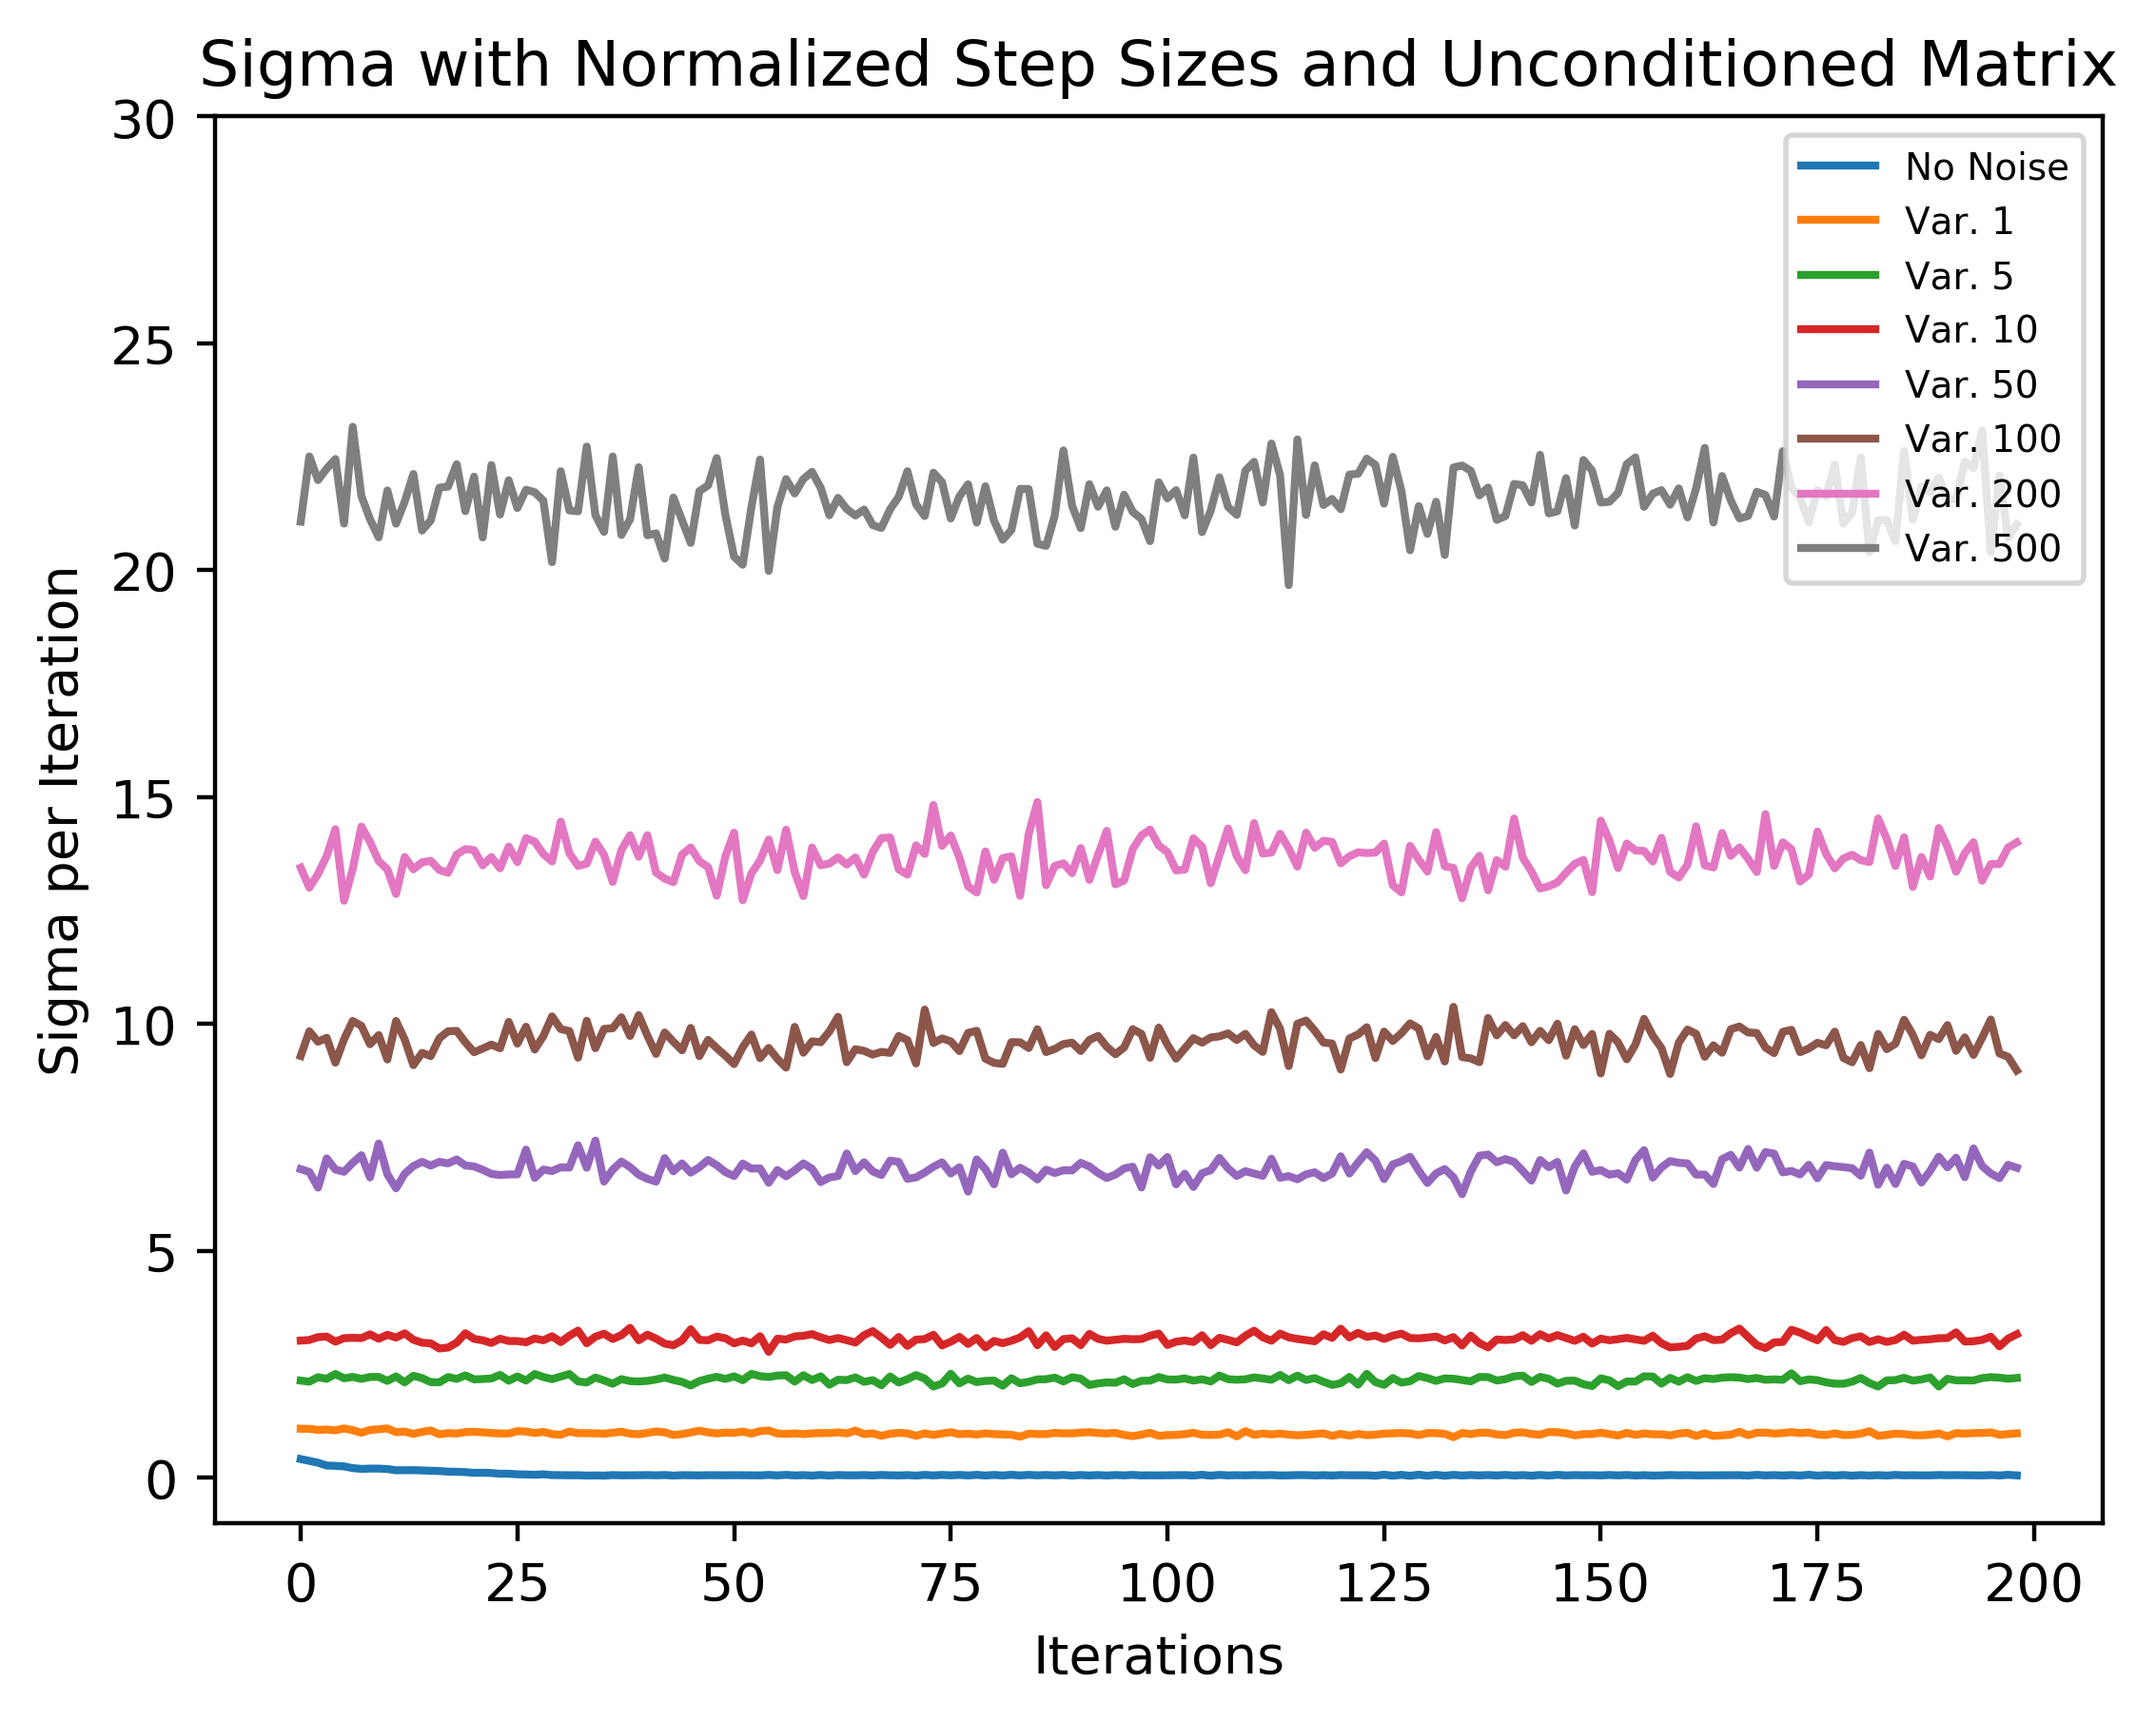 Sigma with Normalized Step Sizes and Unconditioned Matrix
30
25
20
15
10
5
0
Sigma per Iteration
No Noise
Var. 1
Var. 5
Var. 10
Var. 50
Var. 100
Var. 200
Var. 500
0 25 50 75 100 125 150 175 200
Iterations